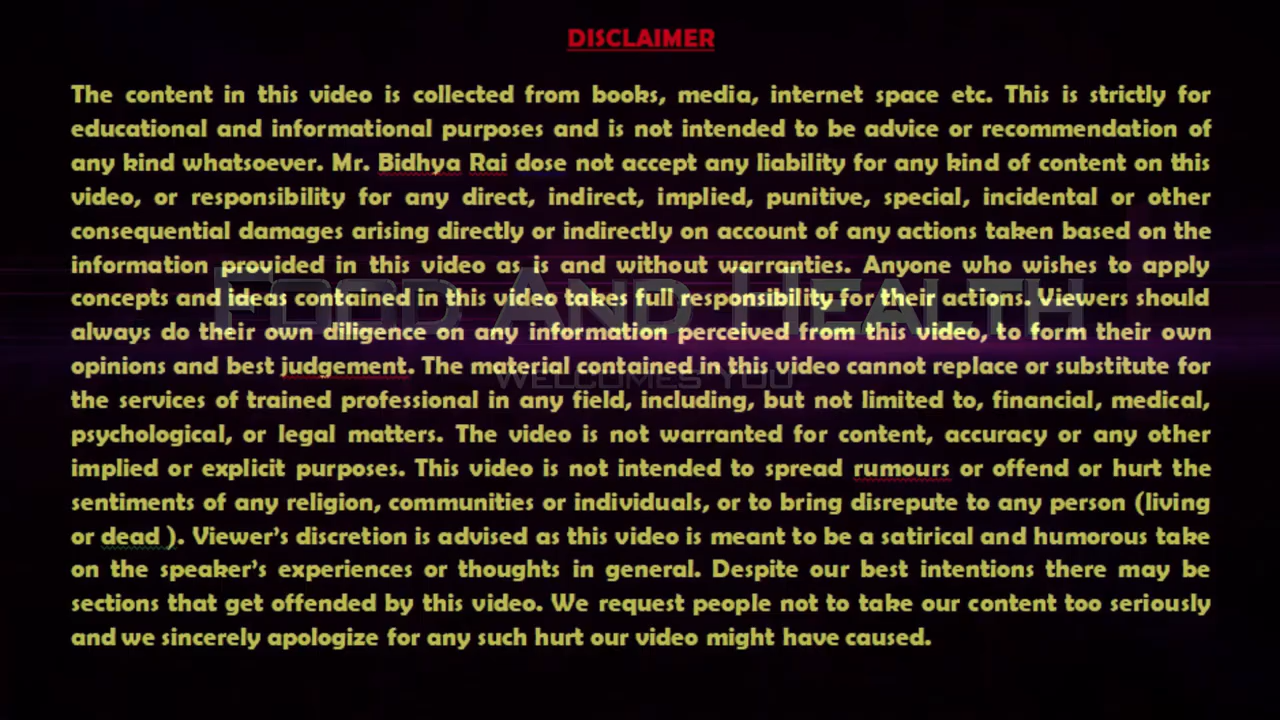 DISCLAIMER
The content in this video is collected from books, media, internet space etc. This is strictly for
educational and informational purposes and is not intended to be advice or recommendation of
any kind whatsoever. Mr. Bidhya Rai dose not accept any liability for any kind of content on this
video, or responsibility for any direct, indirect, implied, punitive, special, incidental or other
consequential damages arising directly or indirectly on account of any actions taken based on the
information provided in this video as is and without warranties. Anyone who wishes to apply
concepts and ideas contained in this video takes full responsibility for their actions. Viewers should
always do their own diligence on any information perceived from this video, to form their own
opinions and best judgement. The material contained in this video cannot replace or substitute for
the services of trained professional in any field, including, but not limited to, financial, medical,
psychological, or legal matters. The video is not warranted for content, accuracy or any other
implied or explicit purposes. This video is not intended to spread rumours or offend or hurt the
sentiments of any religion, communities or individuals, or to bring disrepute to any person (living
or dead ). Viewer's discretion is advised as this video is meant to be a satirical and humorous take
on the speaker's experiences or thoughts in general. Despite our best intentions there may be
sections that get offended by this video. We request people not to take our content too seriously
and we sincerely apologize for any such hurt our video might have caused.
FOOD AND HEALTH
WELCOMES YOU